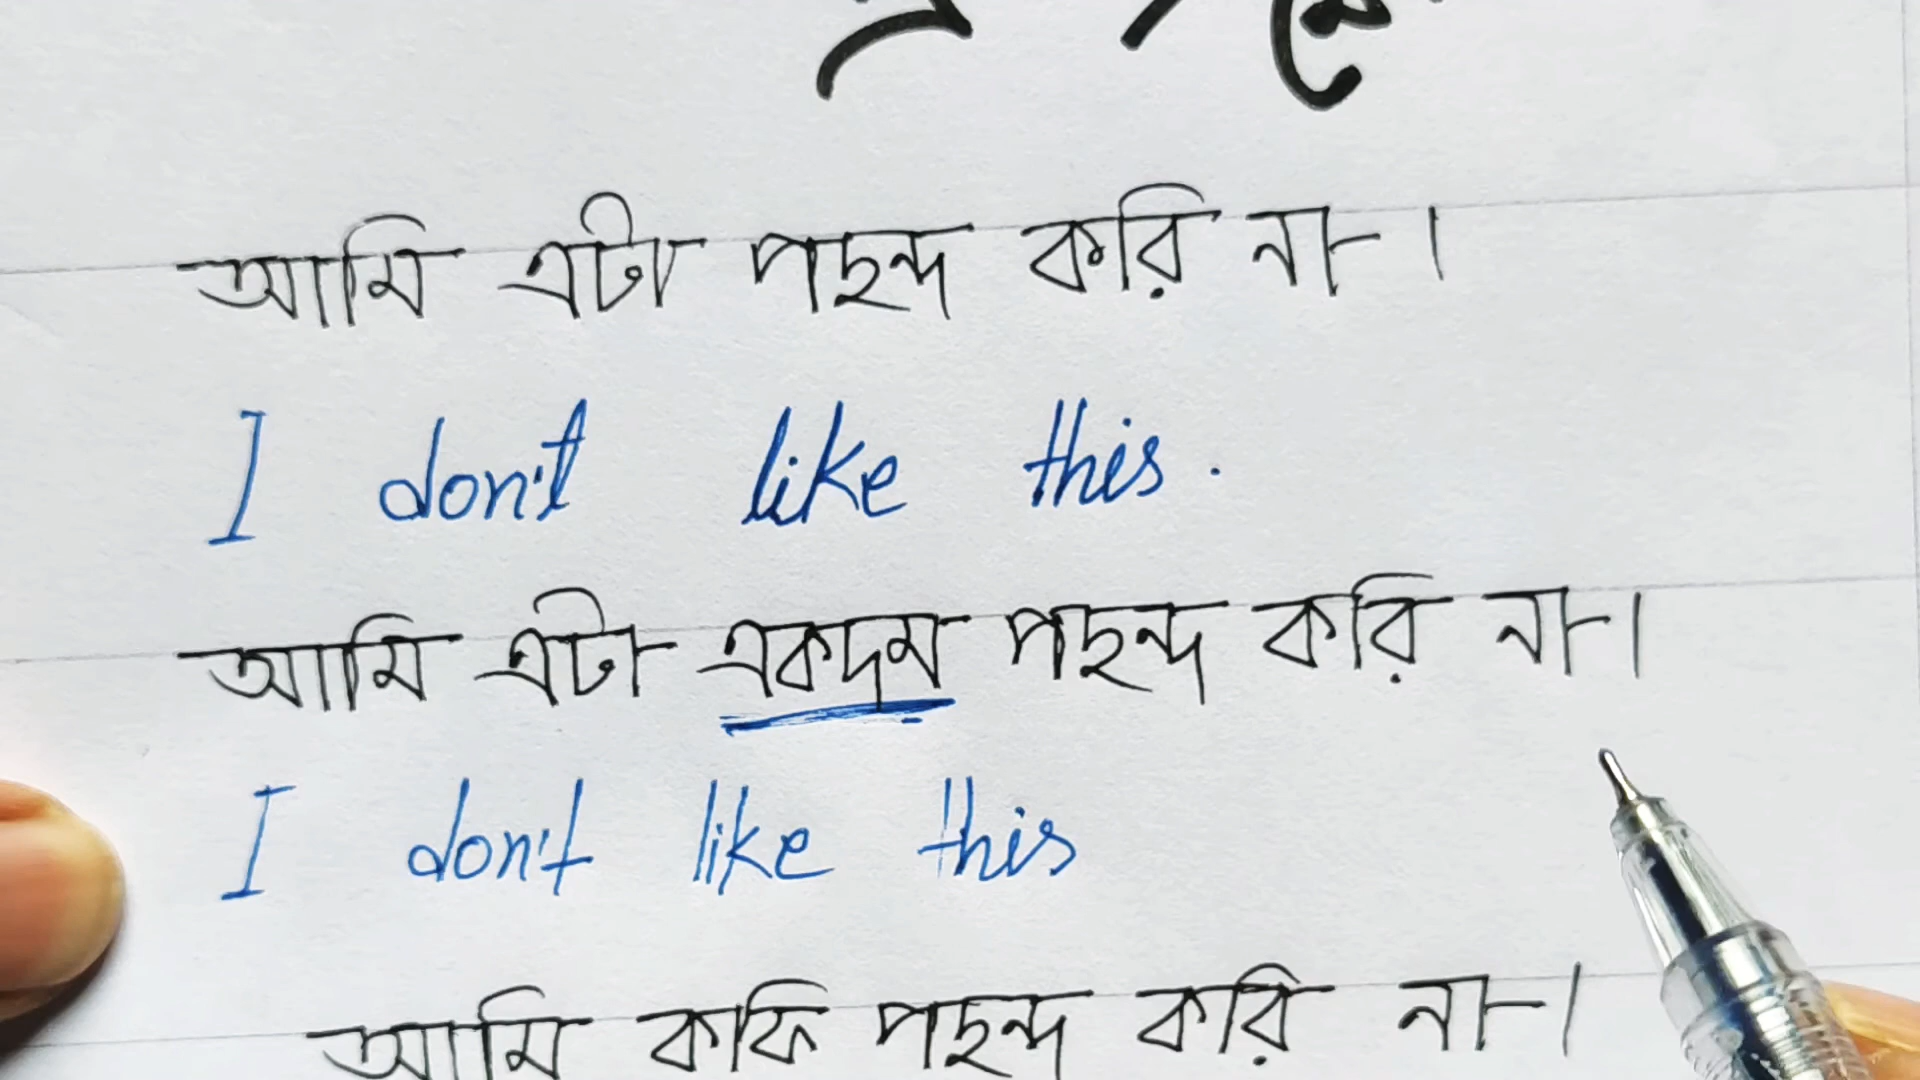 আমি এটা পছন্দ করি না।
I don't like this.
আমি এটা একদম পছন্দ করি না।
I don't like this
আমি কফি পছন্দ করি না।